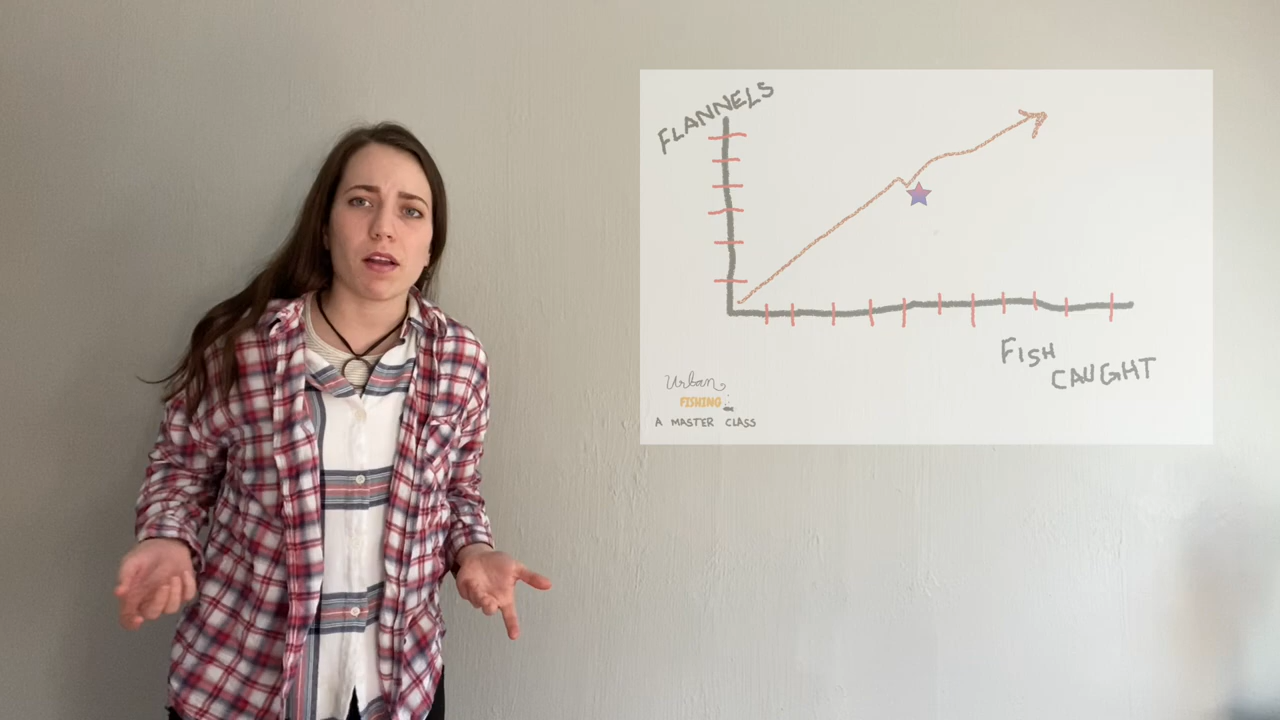 FLANNELS
FISH
CAUGHT
Urban
FISHING
A MASTER CLASS